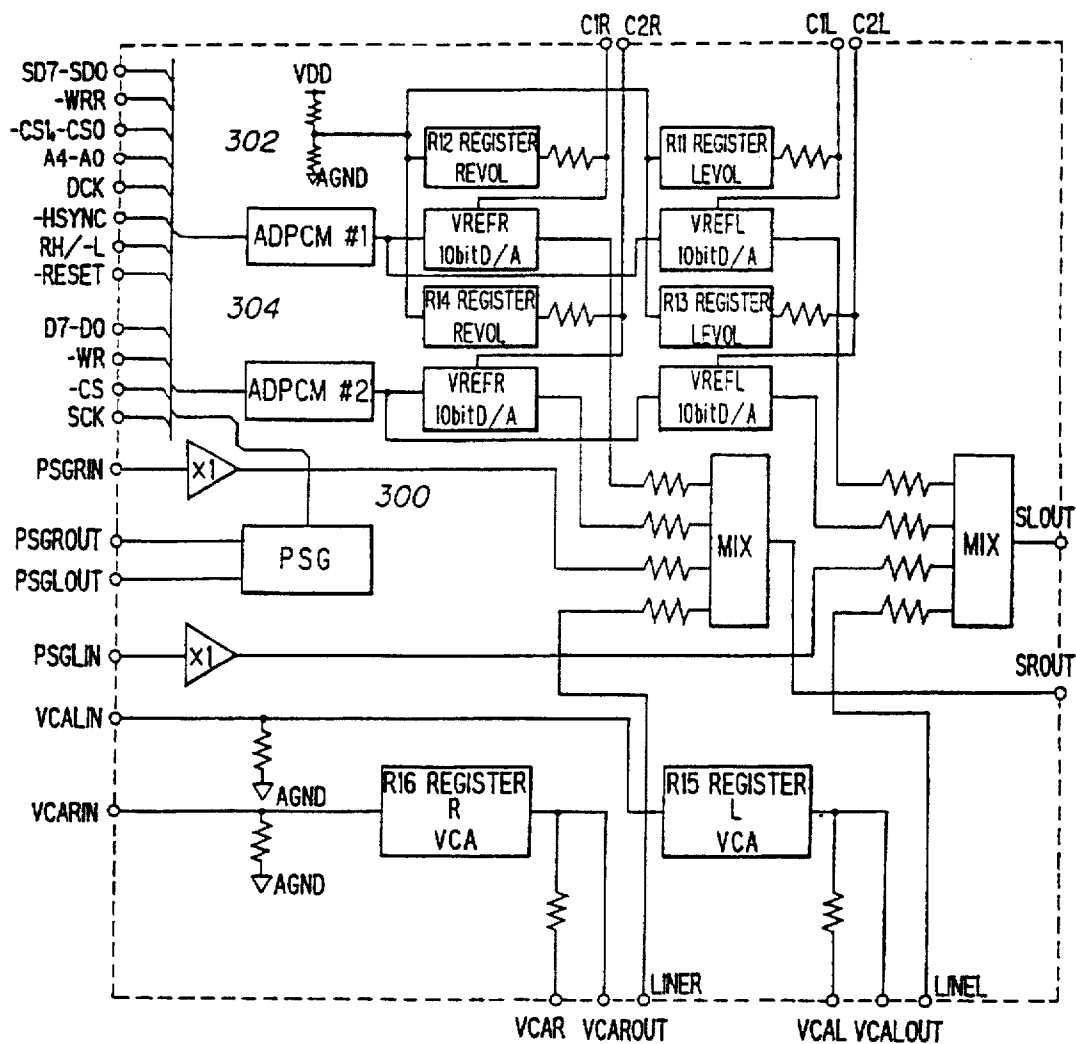 C1R C2R C1L C2L
SD7-SD0
-WRR
-CS1,-CS0
A4-A0
DCK
-HSYNC
RH/-L
-RESET
D7-D0
-WR
-CS
SCK
PSGRIN
PSGROUT
PSGLOUT
PSGLIN
VCALIN
VCARIN
VDD
AGND
302
304
300
R12 REGISTER
REVOL
R11 REGISTER
LEVOL
ADPCM #1
VREFR
10bitD/A
VREFL
10bitD/A
R14 REGISTER
REVOL
R13 REGISTER
LEVOL
ADPCM #2
VREFR
10bitD/A
VREFL
10bitD/A
X1
PSG
X1
MIX
MIX
SLOUT
SROUT
AGND
AGND
R16 REGISTER
R
VCA
R15 REGISTER
L
VCA
LINER
LINEL
VCAR VCAROUT VCAL VCALOUT